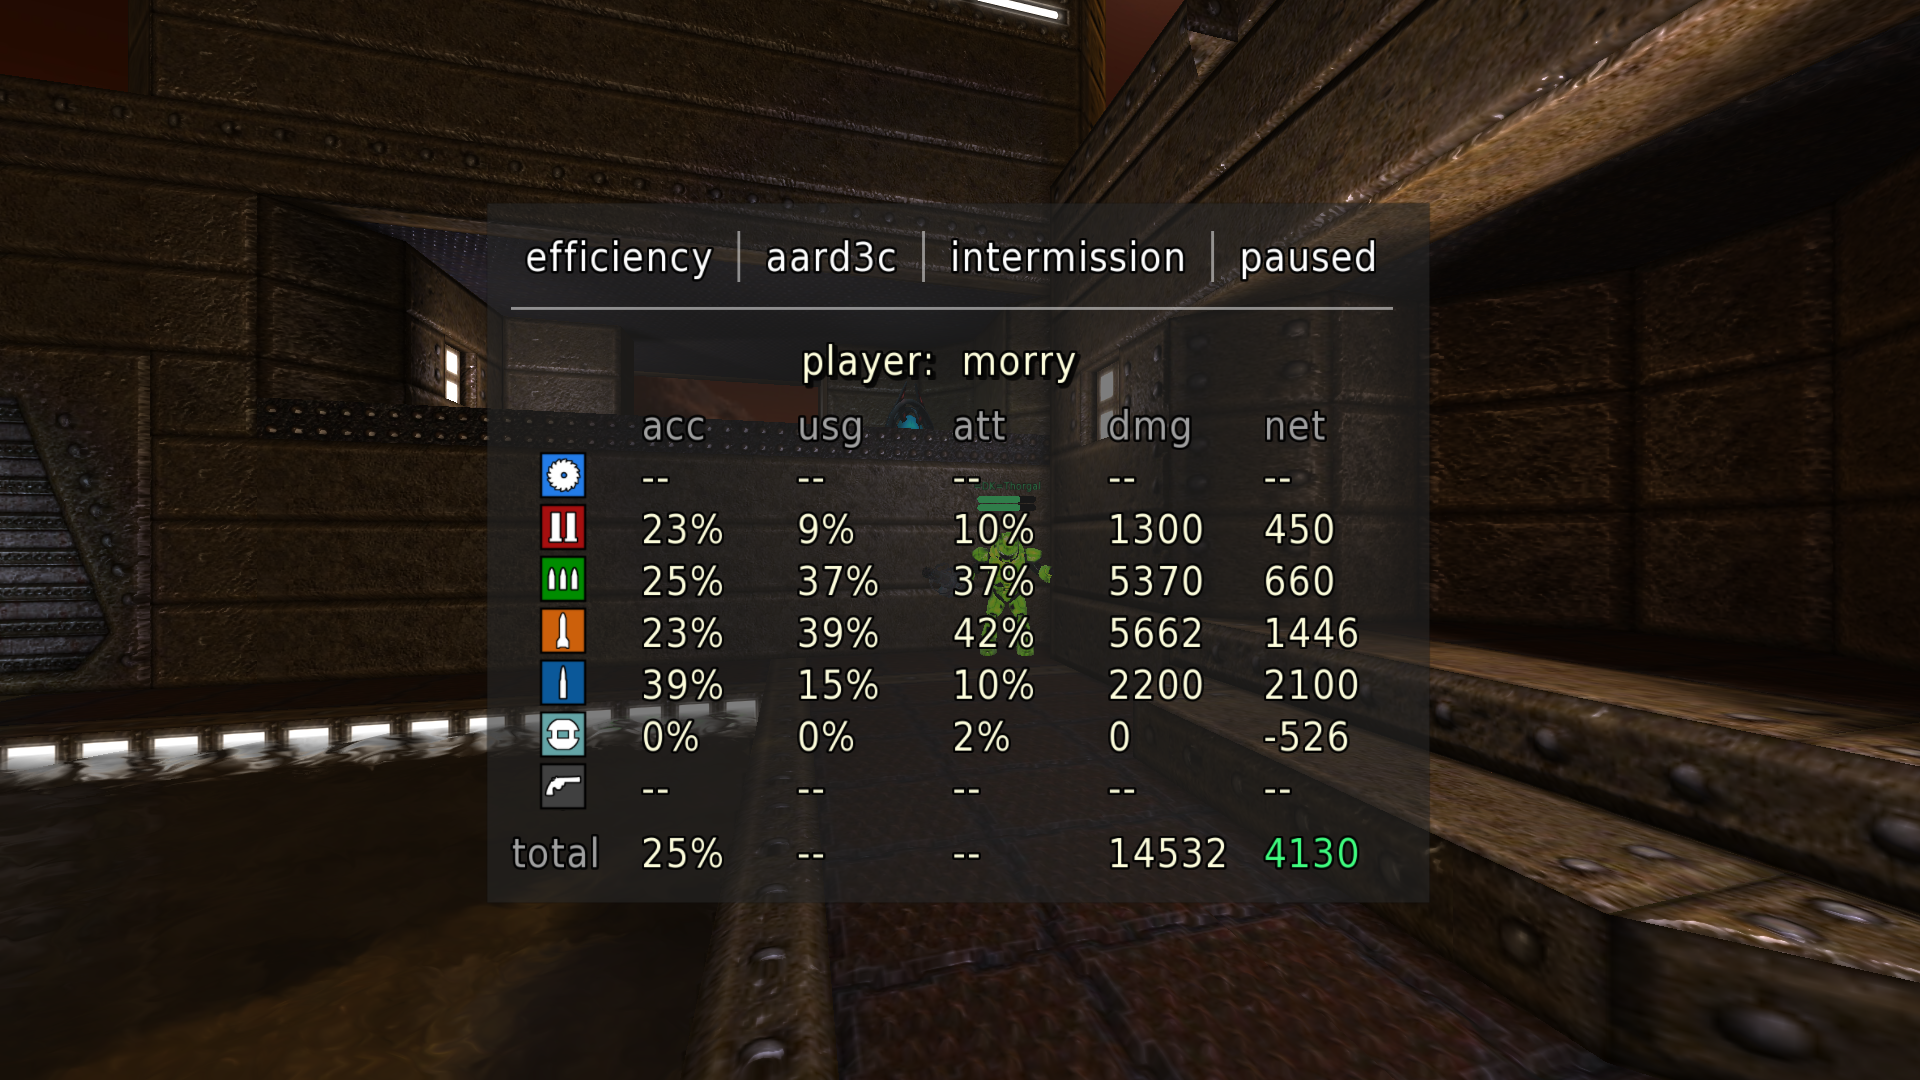 efficiency | aard3c | intermission | paused
player: morry
acc usg att dmg net
-- -- -- -- --
23% 9% 10% 1300 450
25% 37% 37% 5370 660
23% 39% 42% 5662 1446
39% 15% 10% 2200 2100
0% 0% 2% 0 -526
-- -- -- -- --
total 25% -- -- 14532 4130